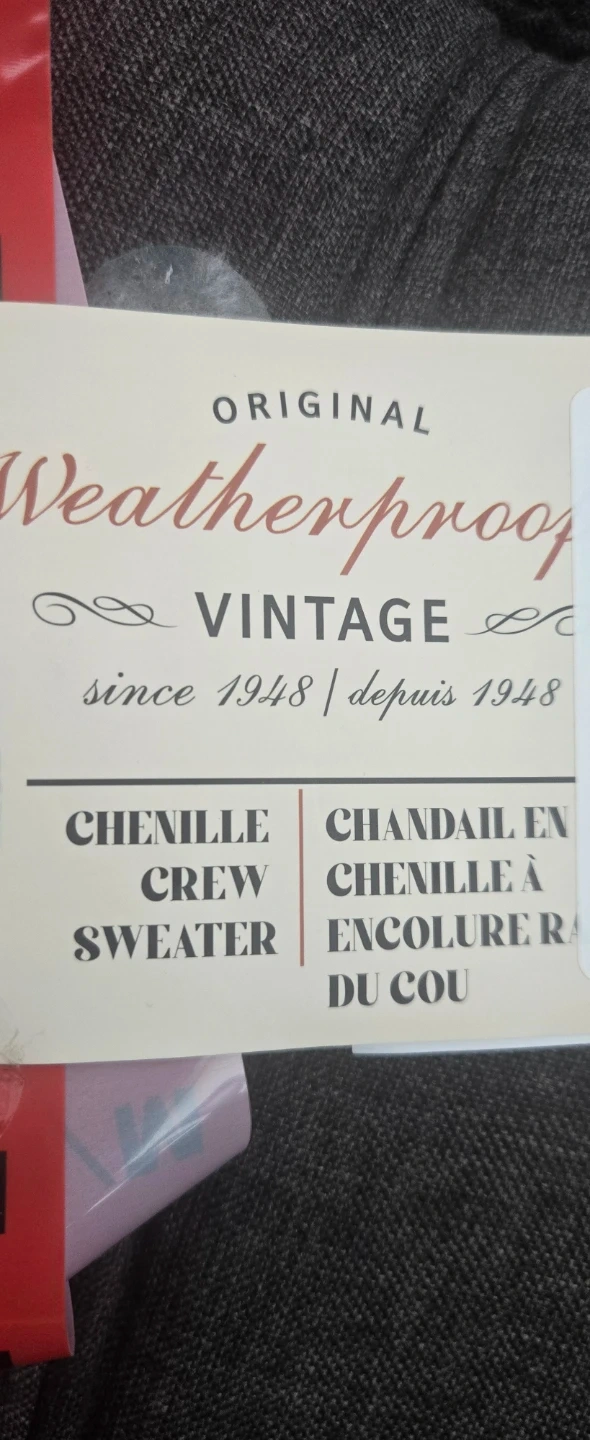 ORIGINAL
Weatherproof
VINTAGE
since 1948 | depuis 1948
CHENILLE
CREW
SWEATER
CHANDAIL EN
CHENILLE À
ENCOLURE
DU COU